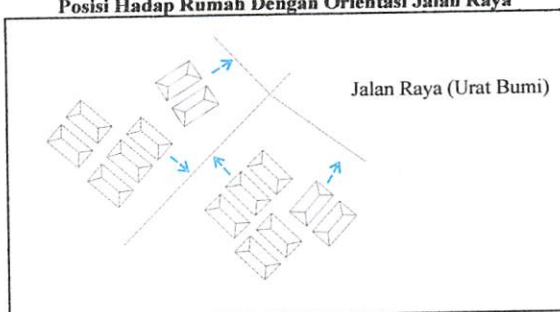 Posisi Hadap Rumah Dengan Orientasi Jalan Raya
Jalan Raya (Urat Bumi)